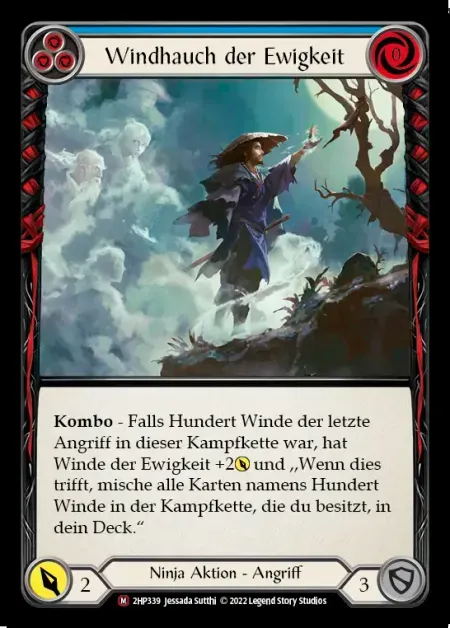 Windhauch der Ewigkeit
0
Kombo - Falls Hundert Winde der letzte
Angriff in dieser Kampfkette war, hat
Winde der Ewigkeit +2 und „Wenn dies
trifft, mische alle Karten namens Hundert
Winde in der Kampfkette, die du besitzt, in
dein Deck.“
2
Ninja Aktion - Angriff
3
M 2HP339 Jessada Sutthi © 2022 Legend Story Studios